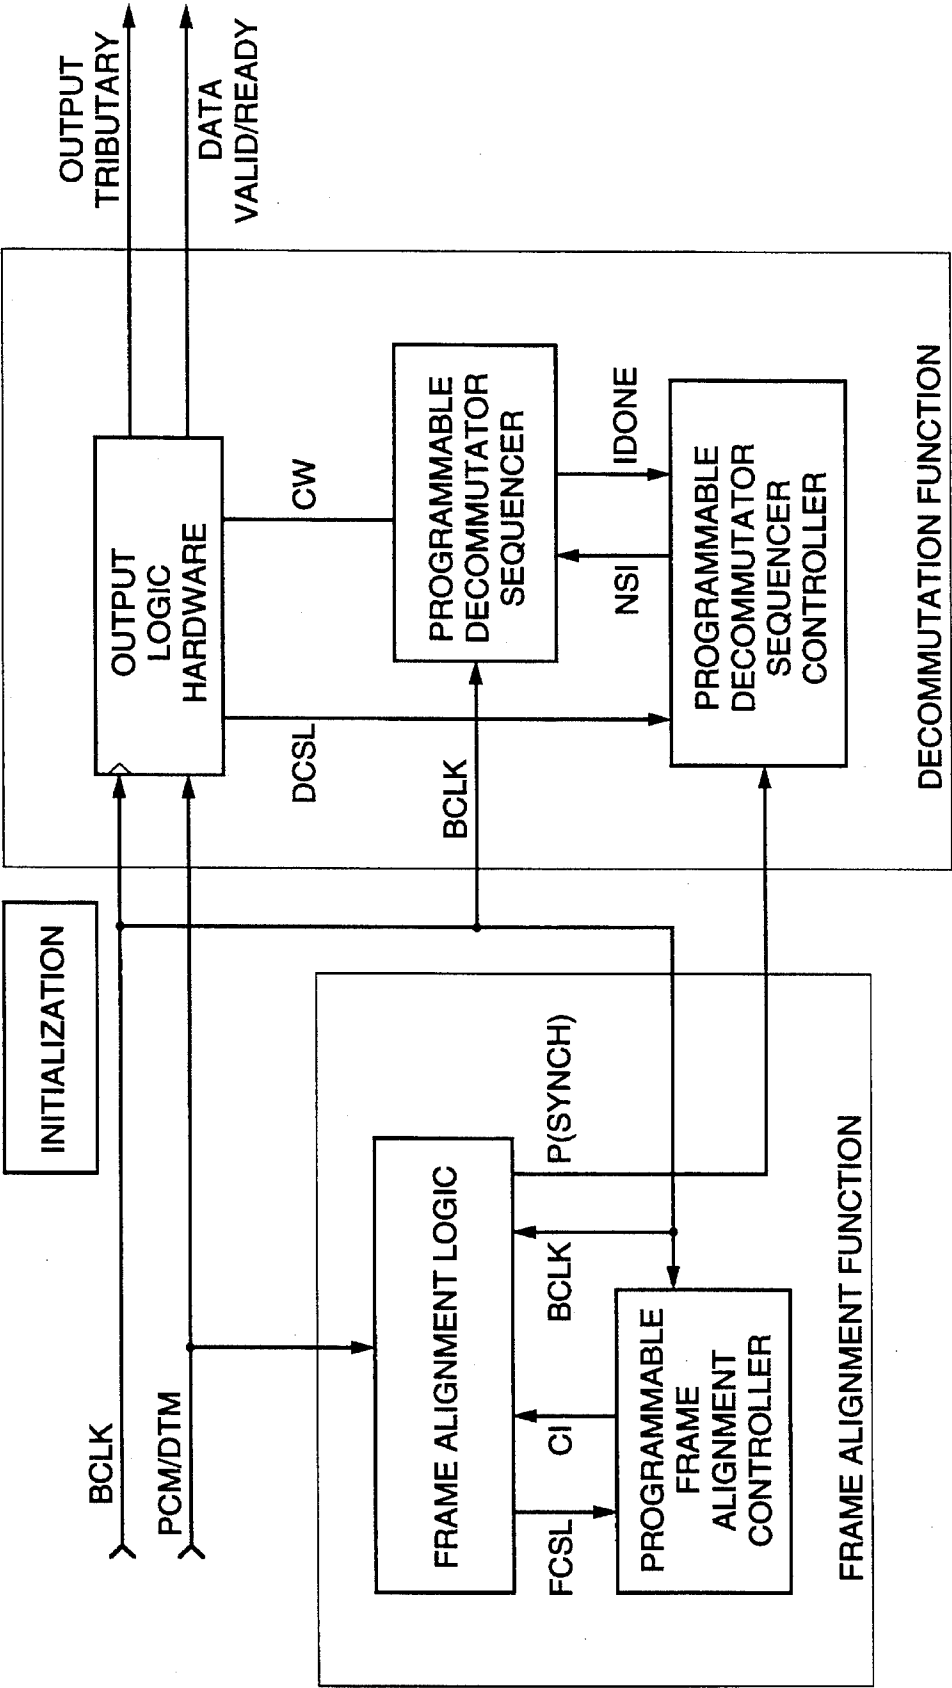 BCLK
PCM/DTM
INITIALIZATION
OUTPUT
TRIBUTARY
DATA
VALID/READY
OUTPUT
LOGIC
HARDWARE
DCSL
CW
BCLK
PROGRAMMABLE
DECOMMUTATOR
SEQUENCER
NSI
IDONE
PROGRAMMABLE
DECOMMUTATOR
SEQUENCER
CONTROLLER
DECOMMUTATION FUNCTION
FRAME ALIGNMENT LOGIC
FCSL
CI
BCLK
P(SYNCH)
PROGRAMMABLE
FRAME
ALIGNMENT
CONTROLLER
FRAME ALIGNMENT FUNCTION